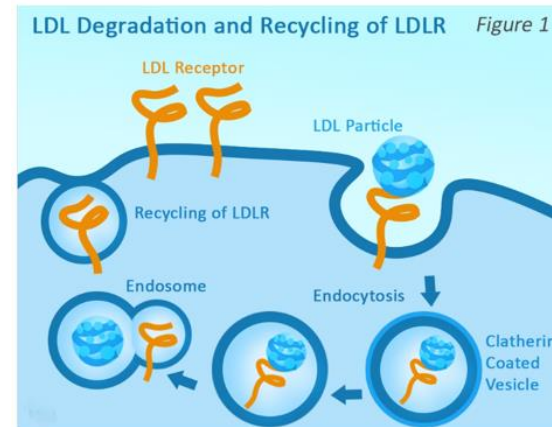 LDL Degradation and Recycling of LDLR
Figure 1
LDL Receptor
LDL Particle
Recycling of LDLR
Endosome
Endocytosis
Clatherin
Coated
Vesicle